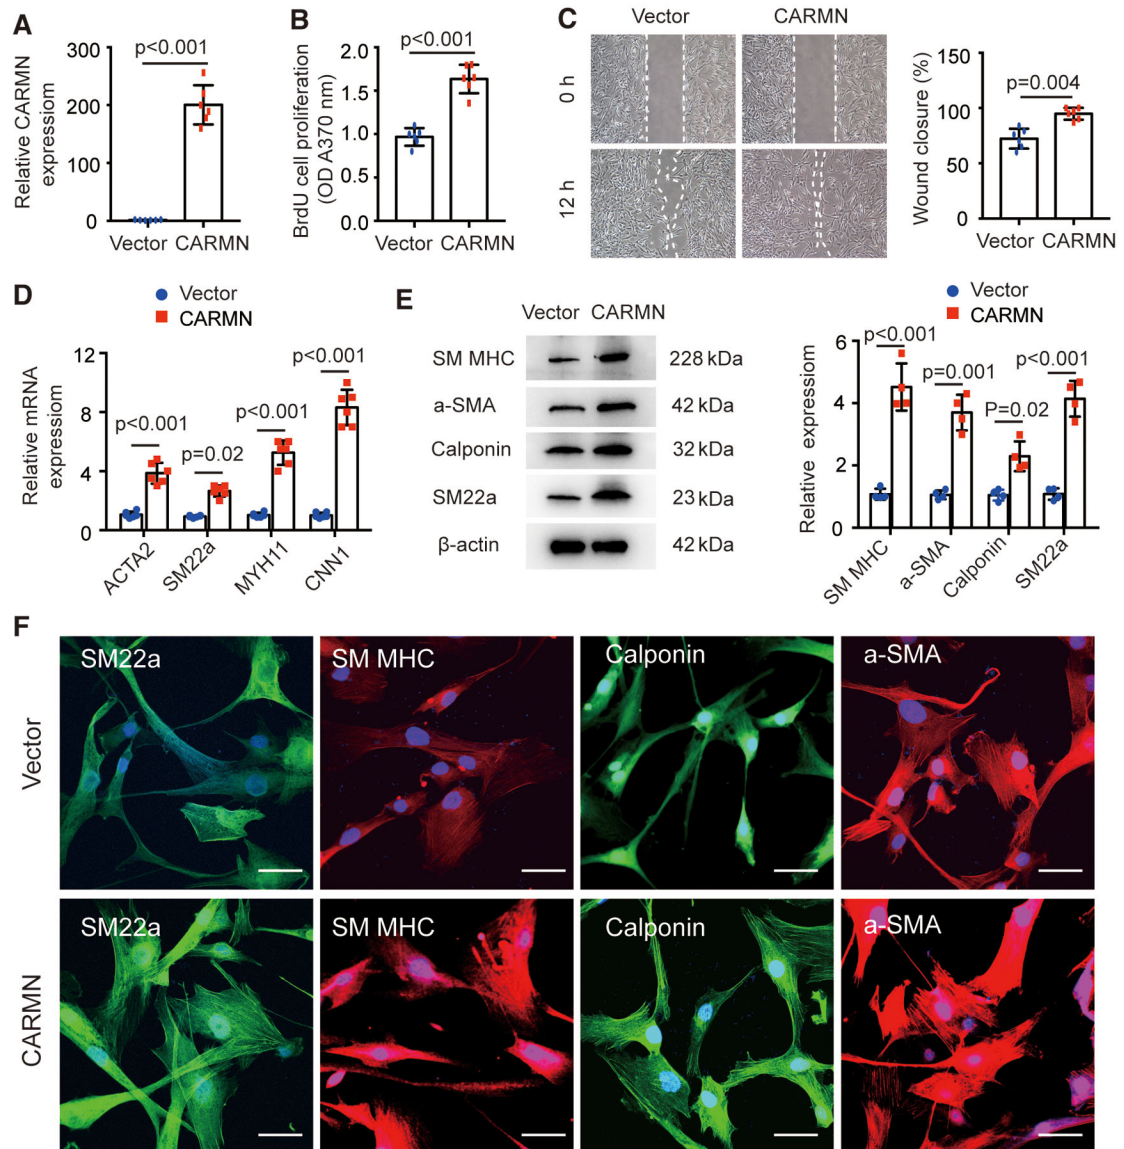 A
Relative CARMN
expressiom
300
200
100
0
p<0.001
Vector CARMN
B
BrdU cell proliferation
(OD A370 nm)
2.0
1.5
1.0
0.5
0.0
p<0.001
Vector CARMN
C
Vector CARMN
0 h
12 h
Wound closure (%)
150
100
50
0
p=0.004
Vector CARMN
D
Vector
CARMN
Relative mRNA
expressiom
12
8
4
0
p<0.001
p=0.02
p<0.001
p<0.001
ACTA2
SM22a
MYH11
CNN1
E
Vector CARMN
SM MHC 228 kDa
a-SMA 42 kDa
Calponin 32 kDa
SM22a 23 kDa
β-actin 42 kDa
Vector
CARMN
Relative expressiom
6
4
2
0
p<0.001
p=0.001
P=0.02
p<0.001
SM MHC
a-SMA
Calponin
SM22a
F
Vector
SM22a SM MHC Calponin a-SMA
CARMN
SM22a SM MHC Calponin a-SMA